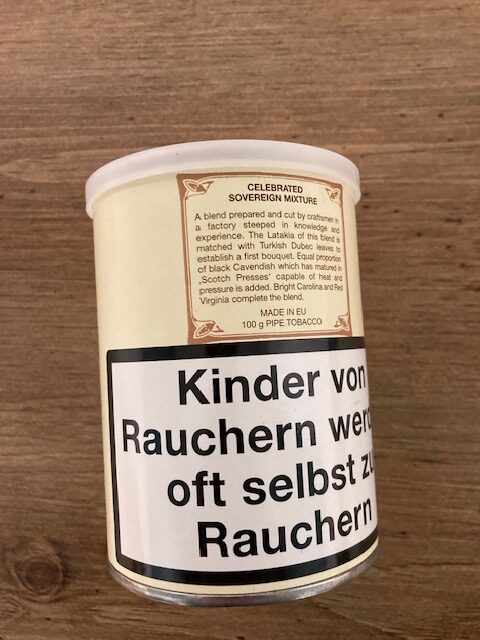 CELEBRATED
SOVEREIGN MIXTURE
A blend prepared and cut by craftsmen in
a factory steeped in knowledge and
experience. The Latakia of this blend is
matched with Turkish Dubec leaves to
establish a first bouquet. Equal proportion
of black Cavendish which has matured in
„Scotch Presses' capable of heat and
pressure is added. Bright Carolina and Red
Virginia complete the blend.
MADE IN EU
100 g PIPE TOBACCO
Kinder von
Rauchern werd
oft selbst zu
Rauchern